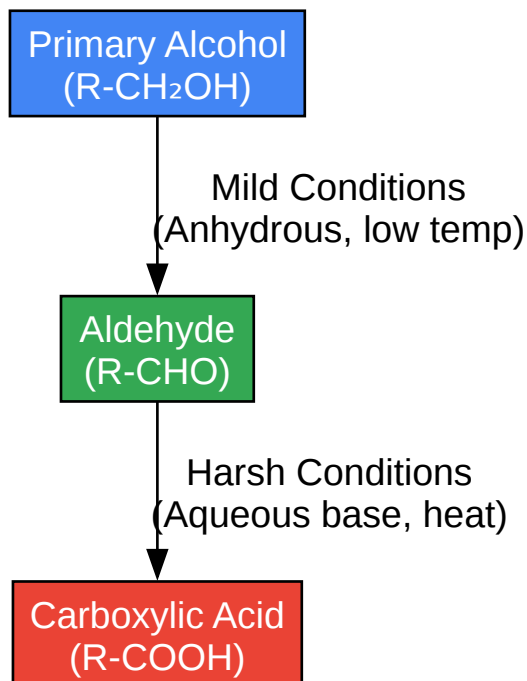 Primary Alcohol
(R-CH₂OH)
Mild Conditions
(Anhydrous, low temp)
Aldehyde
(R-CHO)
Harsh Conditions
(Aqueous base, heat)
Carboxylic Acid
(R-COOH)